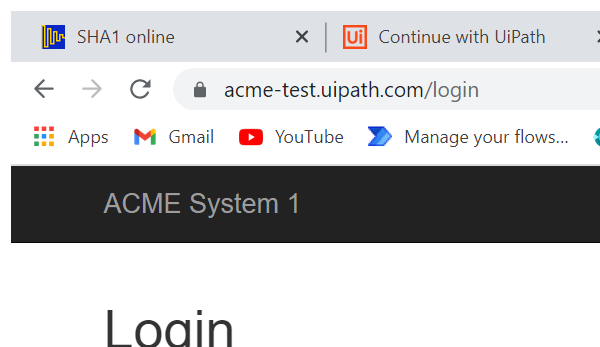 SHA1 online
Continue with UiPath
acme-test.uipath.com/login
Apps Gmail YouTube Manage your flows...
ACME System 1
Login